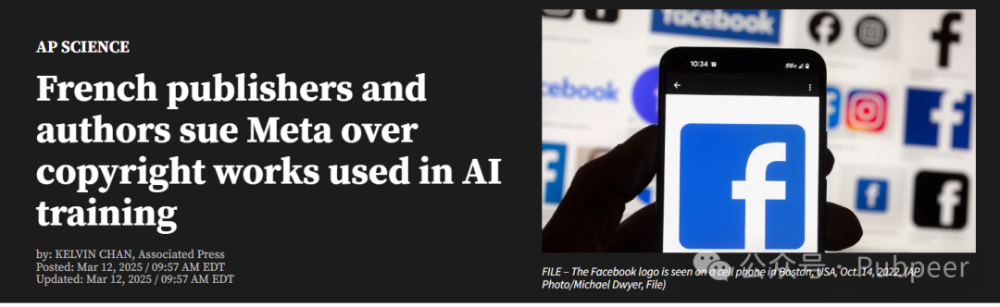 AP SCIENCE
French publishers and
authors sue Meta over
copyright works used in AI
training
by: KELVIN CHAN, Associated Press
Posted: Mar 12, 2025 / 09:57 AM EDT
Updated: Mar 12, 2025 / 09:57 AM EDT
facebook
cebook
10:34
5G
FILE – The Facebook logo is seen on a cell phone in Boston, USA, Oct. 14, 2022. (AP
Photo/Michael Dwyer, File)
公众号 · Pubpeer